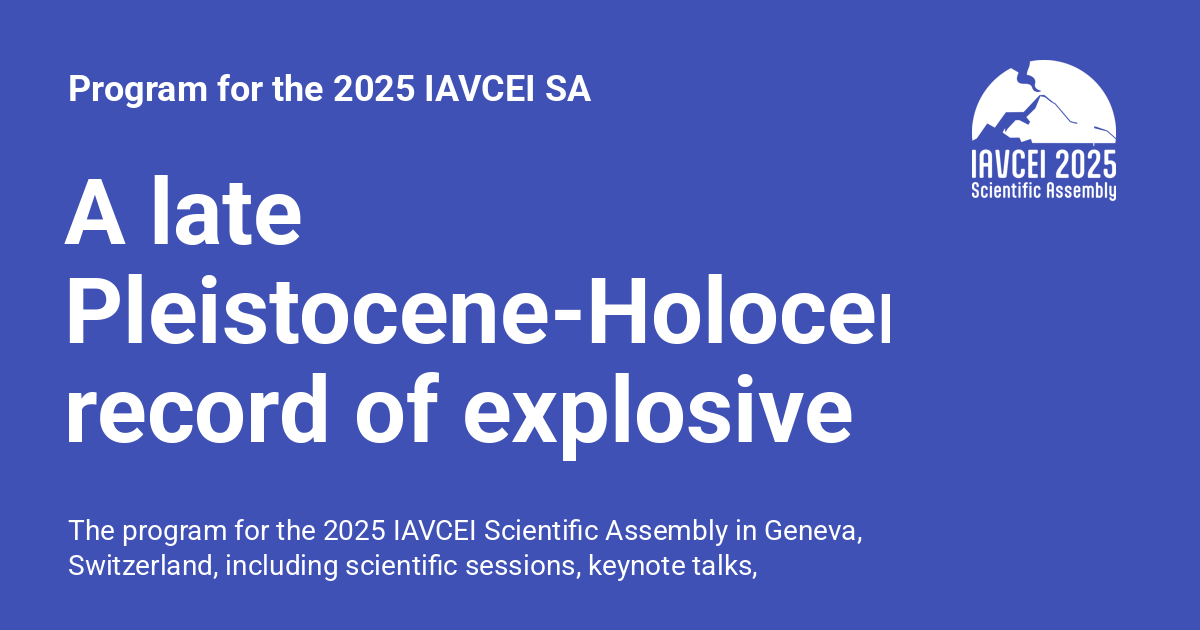 Program for the 2025 IAVCEI SA
IAVCEI 2025
Scientific Assembly
A late
Pleistocene-Holocer
record of explosive
The program for the 2025 IAVCEI Scientific Assembly in Geneva,
Switzerland, including scientific sessions, keynote talks,